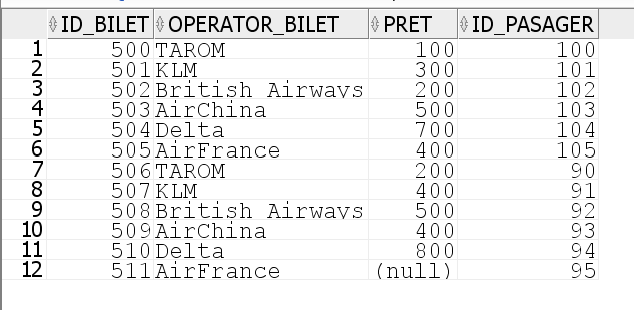 ID_BILET OPERATOR_BILET PRET ID_PASAGER
1 500 TAROM 100 100
2 501 KLM 300 101
3 502 British Airways 200 102
4 503 AirChina 500 103
5 504 Delta 700 104
6 505 AirFrance 400 105
7 506 TAROM 200 90
8 507 KLM 400 91
9 508 British Airways 500 92
10 509 AirChina 400 93
11 510 Delta 800 94
12 511 AirFrance (null) 95